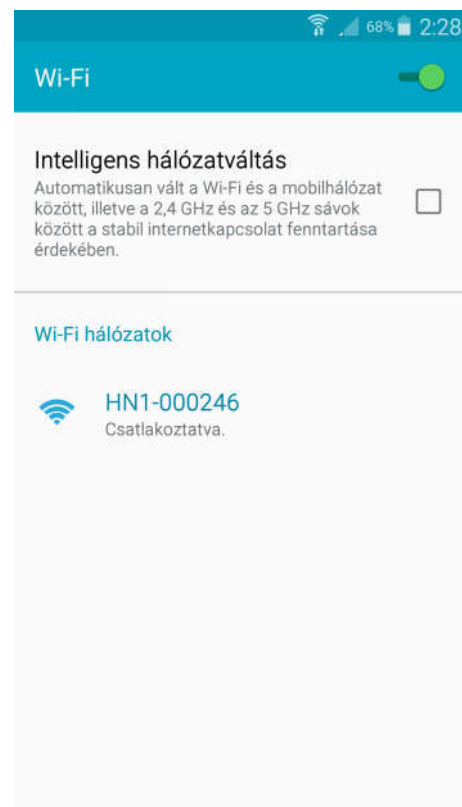 68% 2:28
Wi-Fi
Intelligens hálózatváltás
Automatikusan vált a Wi-Fi és a mobilhálózat
között, illetve a 2,4 GHz és az 5 GHz sávok
között a stabil internetkapcsolat fenntartása
érdekében.
Wi-Fi hálózatok
HN1-000246
Csatlakoztatva.